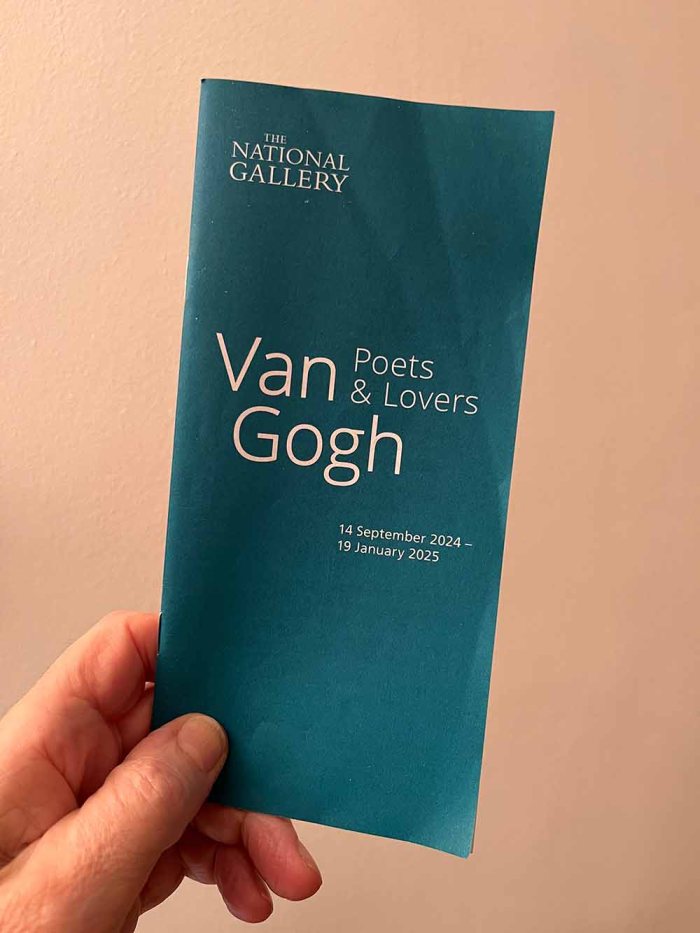 THE
NATIONAL
GALLERY
Van
Gogh
Poets
& Lovers
14 September 2024 –
19 January 2025